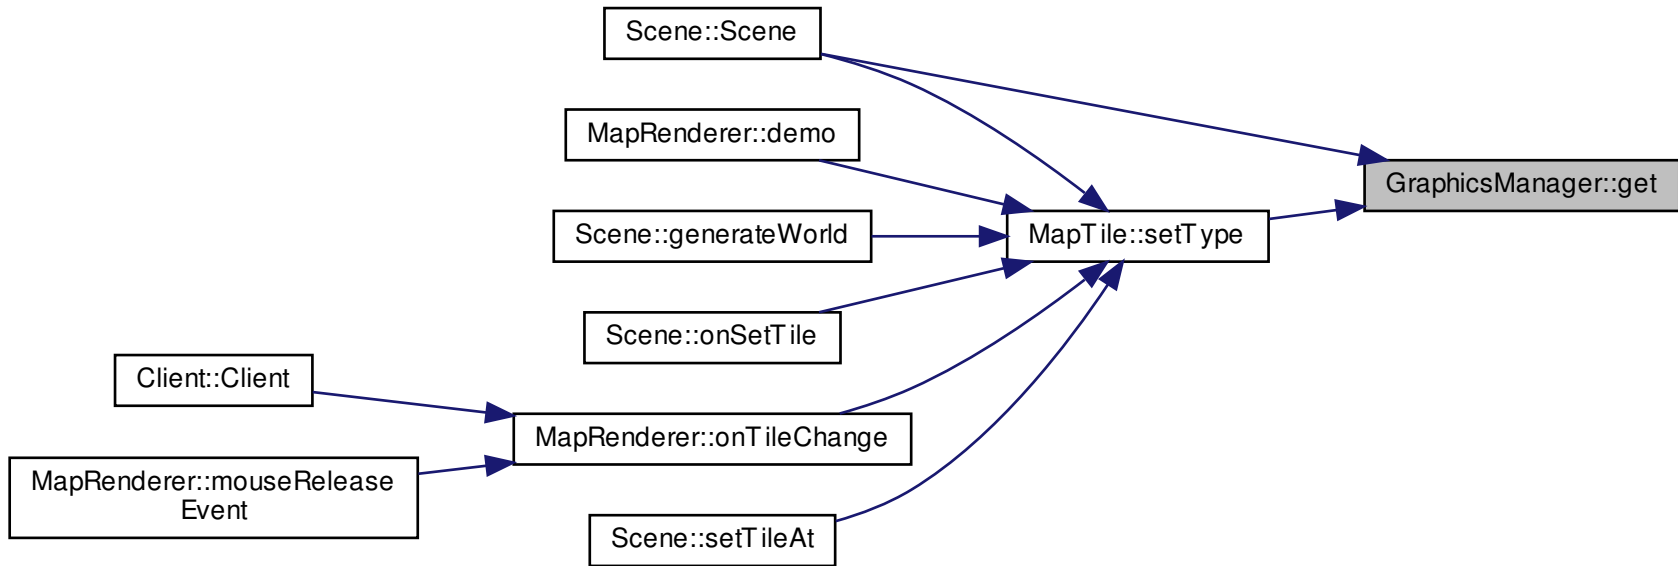 Scene::Scene
MapRenderer::demo
GraphicsManager::get
Scene::generateWorld
MapTile::setType
Scene::onSetTile
Client::Client
MapRenderer::onTileChange
MapRenderer::mouseRelease
Event
Scene::setTileAt